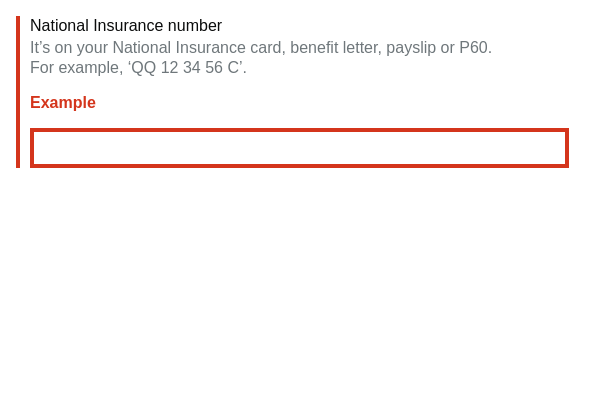 National Insurance number
It’s on your National Insurance card, benefit letter, payslip or P60.
For example, ‘QQ 12 34 56 C’.
Example